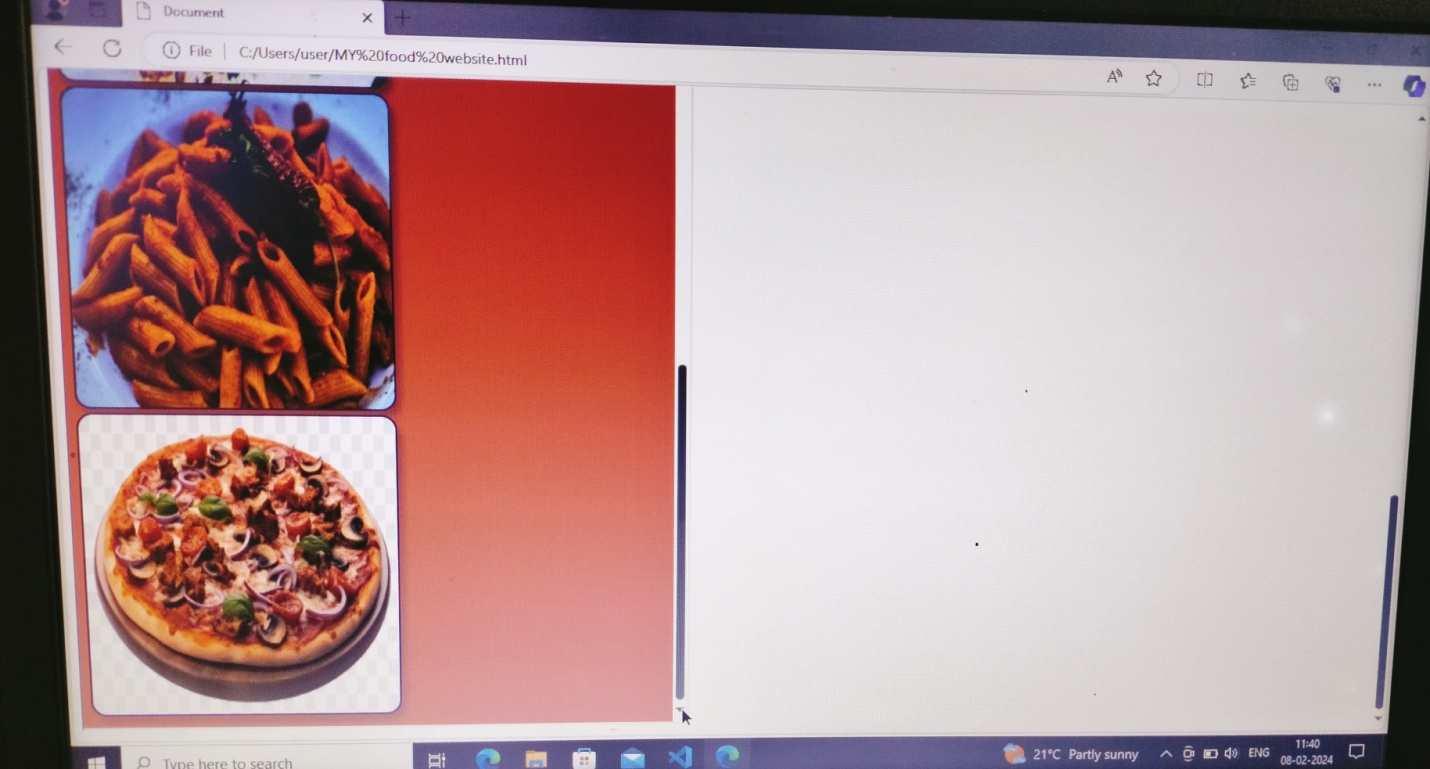 Document
File
C:/Users/user/MY%20food%20website.html
Type here to search
21°C Partly sunny
ENG
11:40
08-02-2024